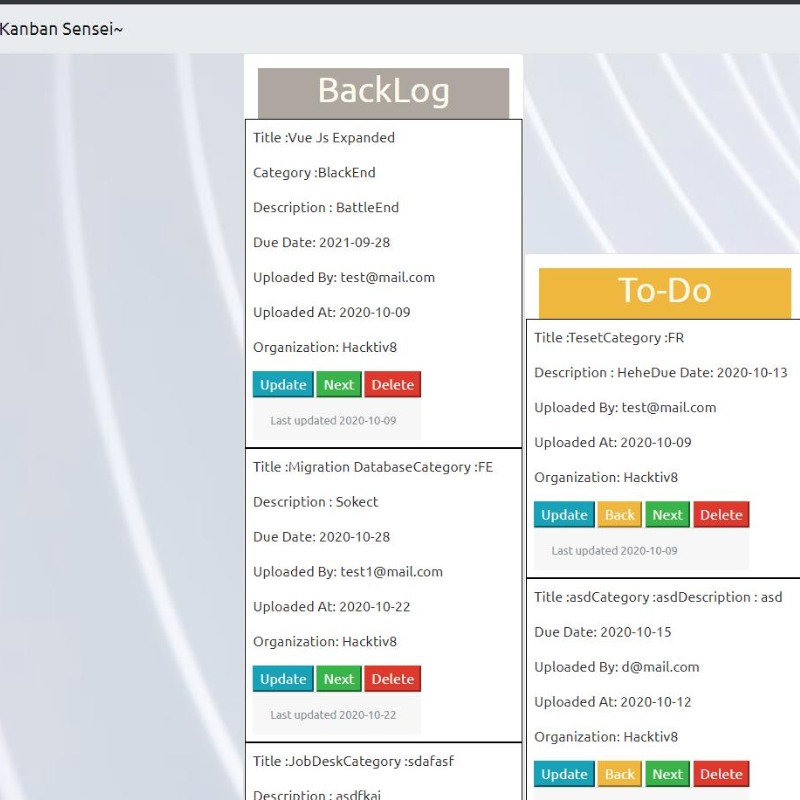 Kanban Sensei~
BackLog
Title :Vue Js Expanded
Category :BlackEnd
Description : BattleEnd
Due Date: 2021-09-28
Uploaded By: test@mail.com
Uploaded At: 2020-10-09
Organization: Hacktiv8
Update Next Delete
Last updated 2020-10-09
Title :Migration DatabaseCategory :FE
Description : Sokect
Due Date: 2020-10-28
Uploaded By: test1@mail.com
Uploaded At: 2020-10-22
Organization: Hacktiv8
Update Next Delete
Last updated 2020-10-22
Title :JobDeskCategory :sdafasf
Description : asdfkaj
To-Do
Title :TesetCategory :FR
Description : HeheDue Date: 2020-10-13
Uploaded By: test@mail.com
Uploaded At: 2020-10-09
Organization: Hacktiv8
Update Back Next Delete
Last updated 2020-10-09
Title :asdCategory :asdDescription : asd
Due Date: 2020-10-15
Uploaded By: d@mail.com
Uploaded At: 2020-10-12
Organization: Hacktiv8
Update Back Next Delete